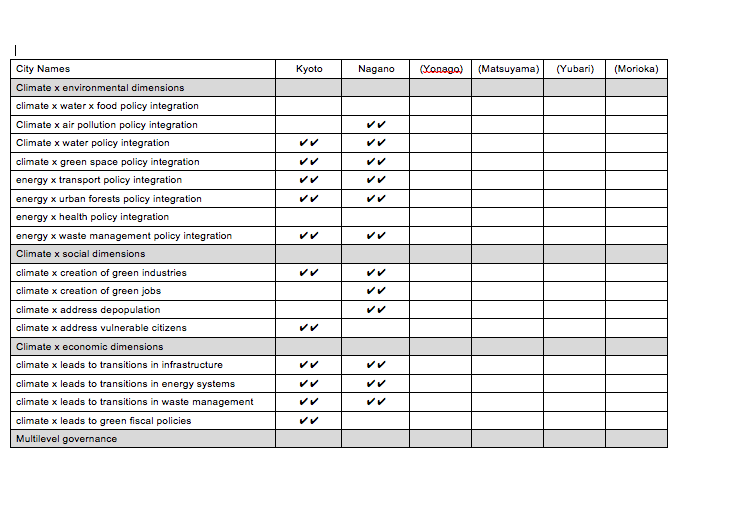 City Names Kyoto Nagano (Yonago) (Matsuyama) (Yubari) (Morioka)
Climate x environmental dimensions
climate x water x food policy integration
Climate x air pollution policy integration ✔✔
Climate x water policy integration ✔✔ ✔✔
climate x green space policy integration ✔✔ ✔✔
energy x transport policy integration ✔✔ ✔✔
energy x urban forests policy integration ✔✔ ✔✔
energy x health policy integration
energy x waste management policy integration ✔✔ ✔✔
Climate x social dimensions
climate x creation of green industries ✔✔ ✔✔
climate x creation of green jobs ✔✔
climate x address depopulation ✔✔
climate x address vulnerable citizens ✔✔
Climate x economic dimensions
climate x leads to transitions in infrastructure ✔✔ ✔✔
climate x leads to transitions in energy systems ✔✔ ✔✔
climate x leads to transitions in waste management ✔✔ ✔✔
climate x leads to green fiscal policies ✔✔
Multilevel governance